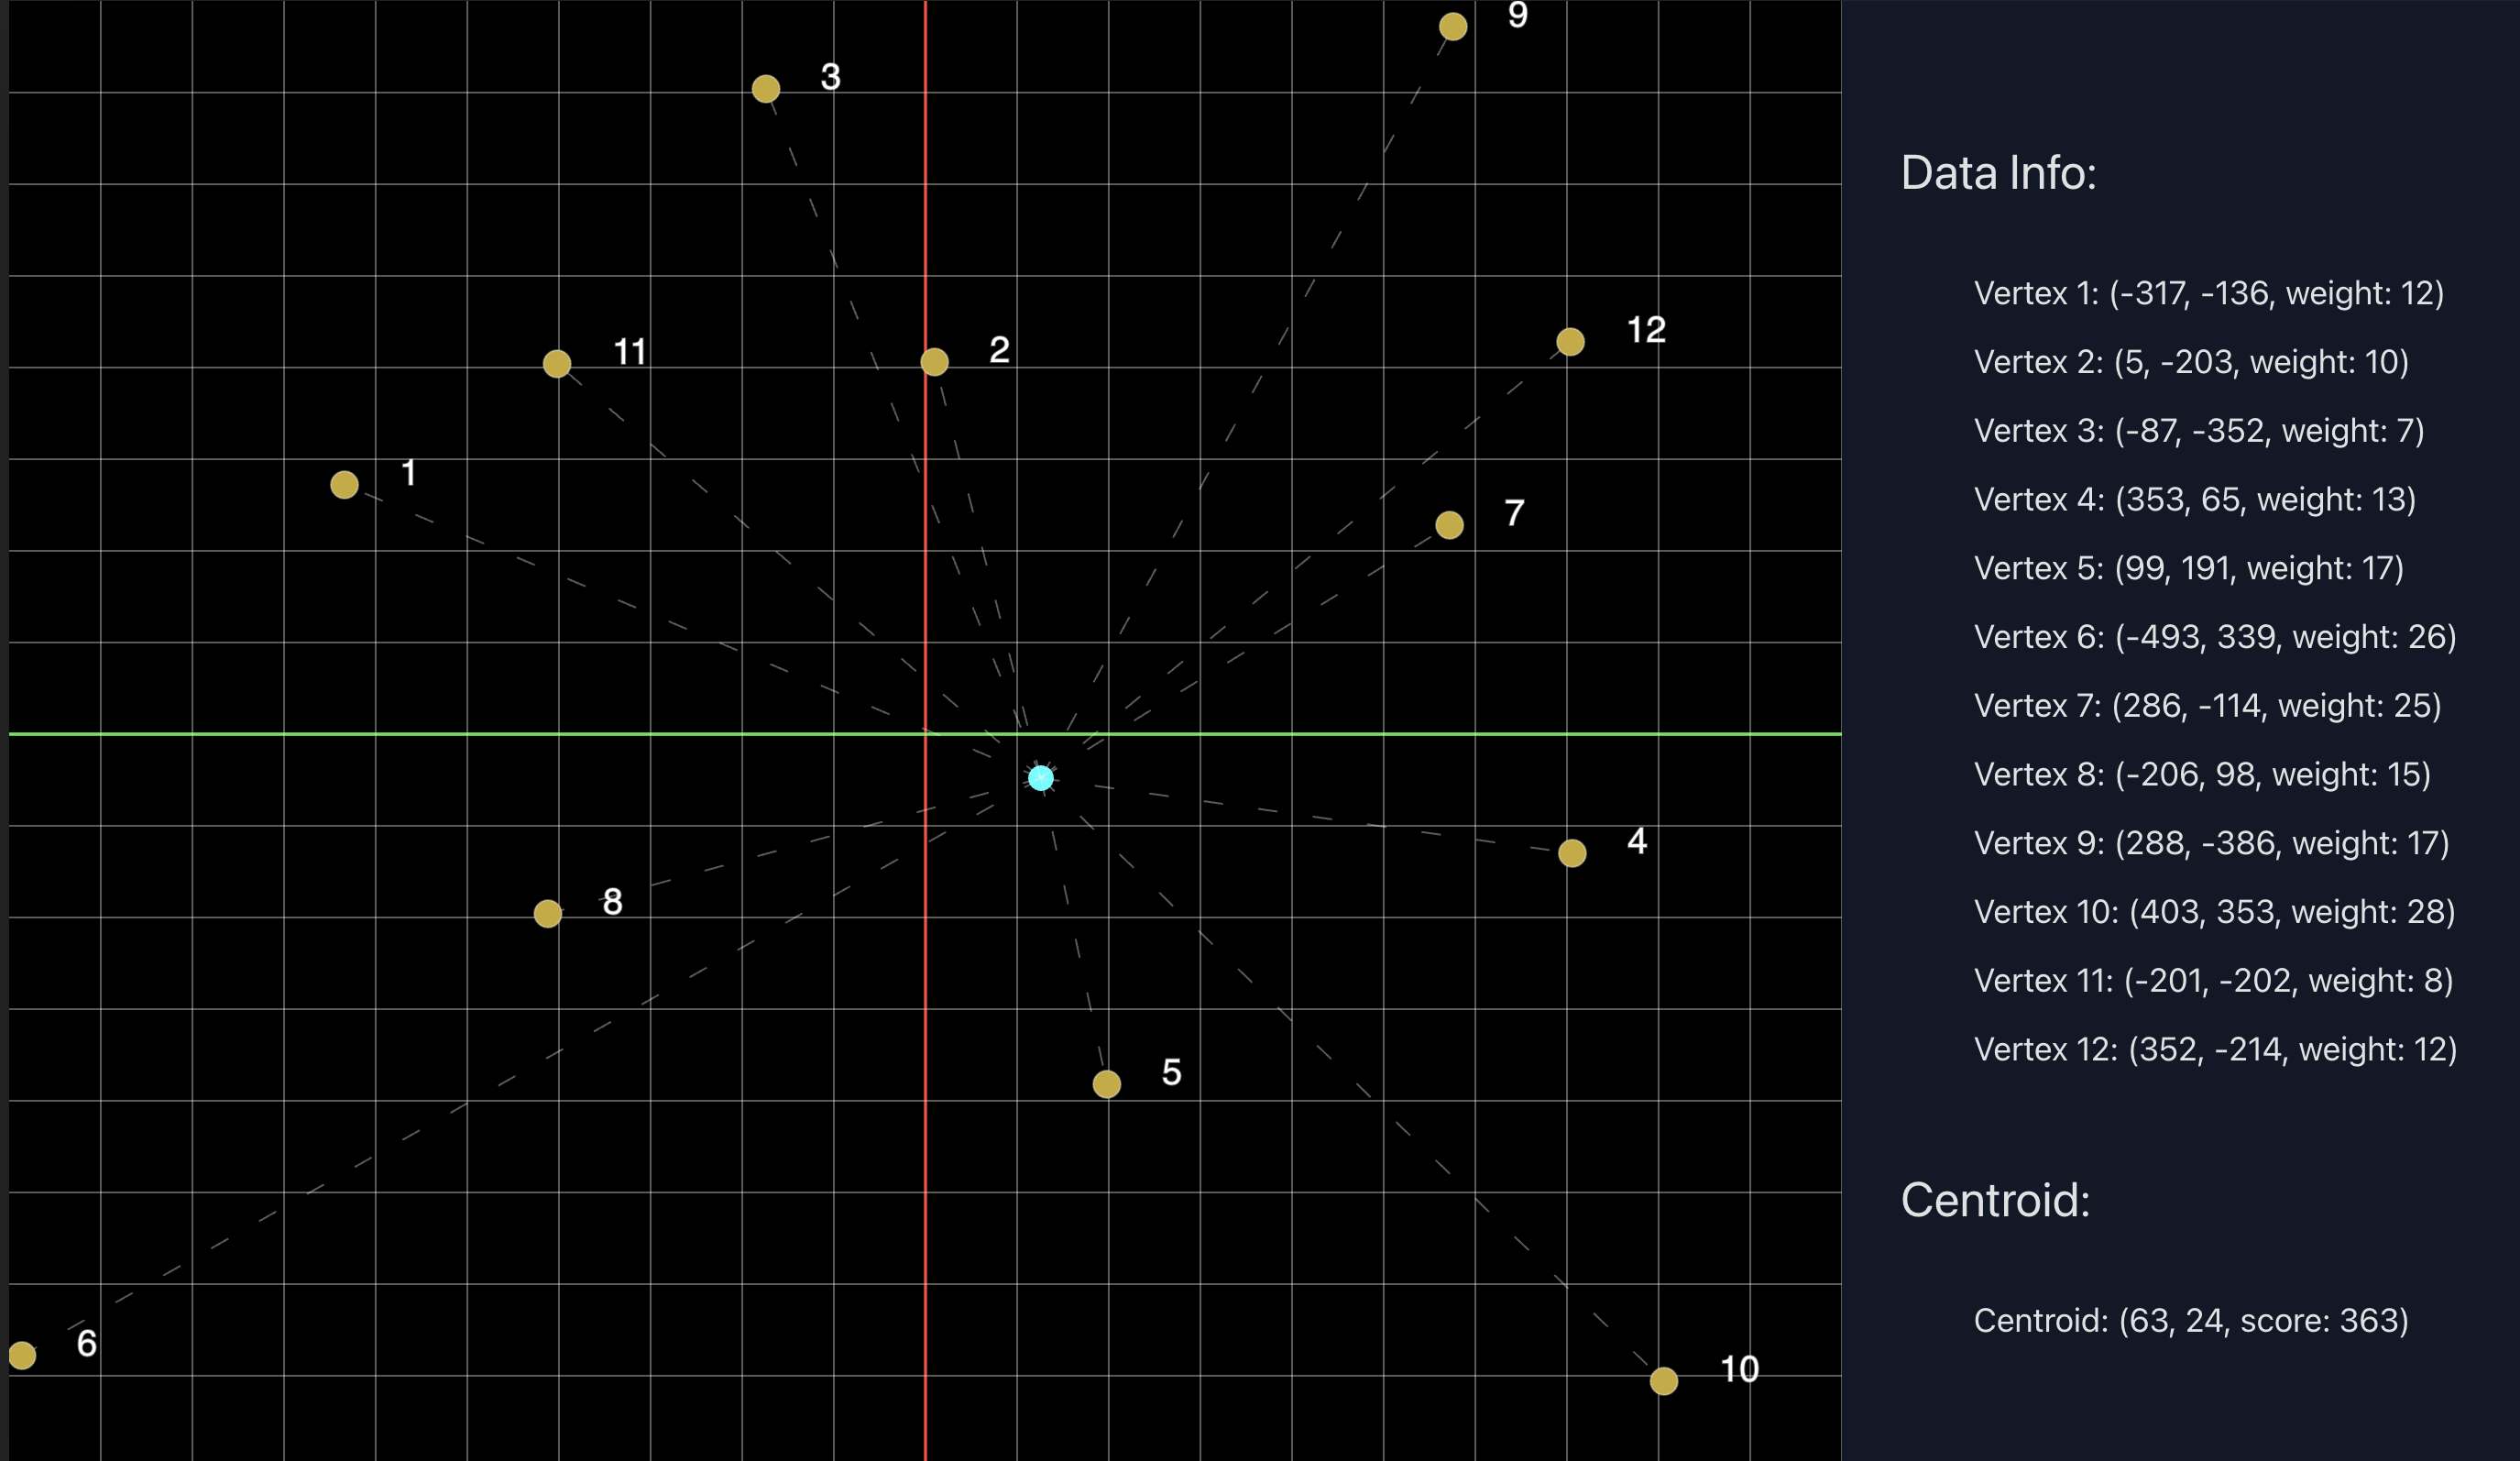 9
3
12
2
11
7
1
4
8
5
6
10
Data Info:
Vertex 1: (-317, -136, weight: 12)
Vertex 2: (5, -203, weight: 10)
Vertex 3: (-87, -352, weight: 7)
Vertex 4: (353, 65, weight: 13)
Vertex 5: (99, 191, weight: 17)
Vertex 6: (-493, 339, weight: 26)
Vertex 7: (286, -114, weight: 25)
Vertex 8: (-206, 98, weight: 15)
Vertex 9: (288, -386, weight: 17)
Vertex 10: (403, 353, weight: 28)
Vertex 11: (-201, -202, weight: 8)
Vertex 12: (352, -214, weight: 12)
Centroid:
Centroid: (63, 24, score: 363)